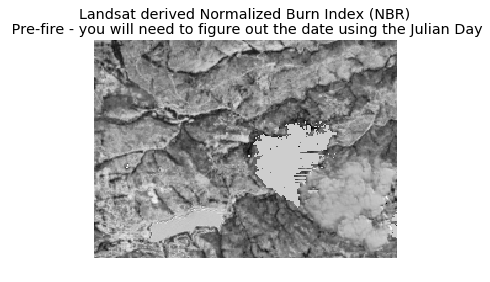 Landsat derived Normalized Burn Index (NBR)
Pre-fire - you will need to figure out the date using the Julian Day